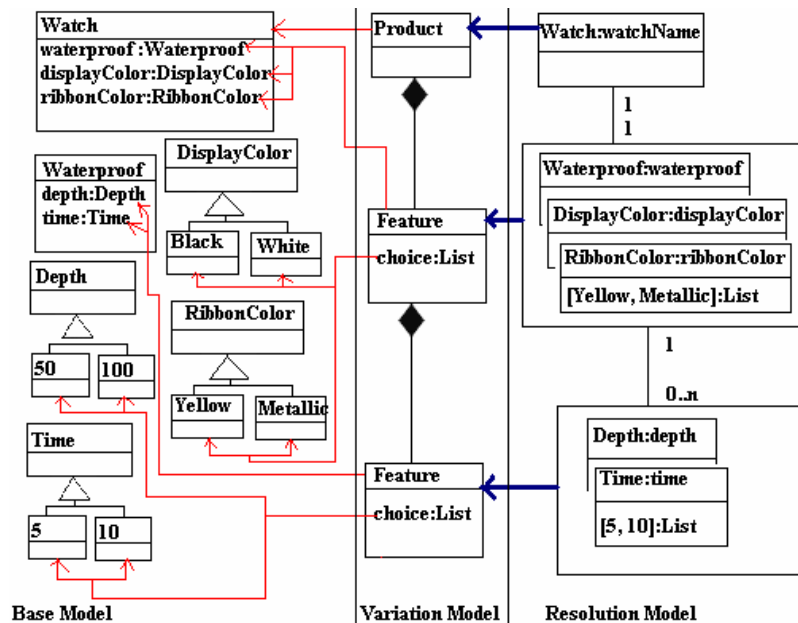 Watch
waterproof :Waterproof
displayColor:DisplayColor
ribbonColor:RibbonColor
Waterproof
depth:Depth
time:Time
DisplayColor
Black
White
Depth
50
100
RibbonColor
Yellow
Metallic
Time
5
10
Base Model
Product
Feature
choice:List
Feature
choice:List
Variation Model
Watch:watchName
1
1
Waterproof:waterproof
DisplayColor:displayColor
RibbonColor:ribbonColor
[Yellow, Metallic]:List
1
0..n
Depth:depth
Time:time
[5, 10]:List
Resolution Model